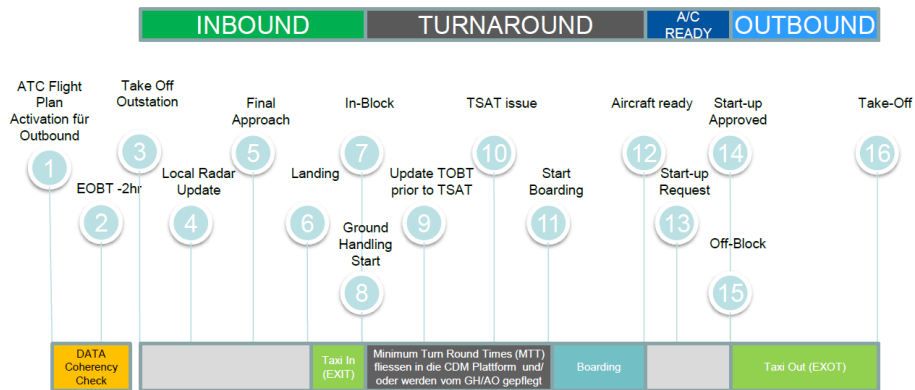 INBOUND
TURNAROUND
A/C
READY
OUTBOUND
ATC Flight
Plan
Activation für
Outbound
1
EOBT -2hr
2
Take Off
Outstation
3
Local Radar
Update
4
Final
Approach
5
Landing
6
In-Block
7
Ground
Handling
Start
8
Update TOBT
prior to TSAT
9
TSAT issue
10
Start
Boarding
11
Aircraft ready
12
Start-up
Request
13
Start-up
Approved
14
Off-Block
15
Take-Off
16
DATA
Coherency
Check
Taxi In
(EXIT)
Minimum Turn Round Times (MTT)
fliessen in die CDM Plattform und/
oder werden vom GH/AO gepflegt
Boarding
Taxi Out (EXOT)